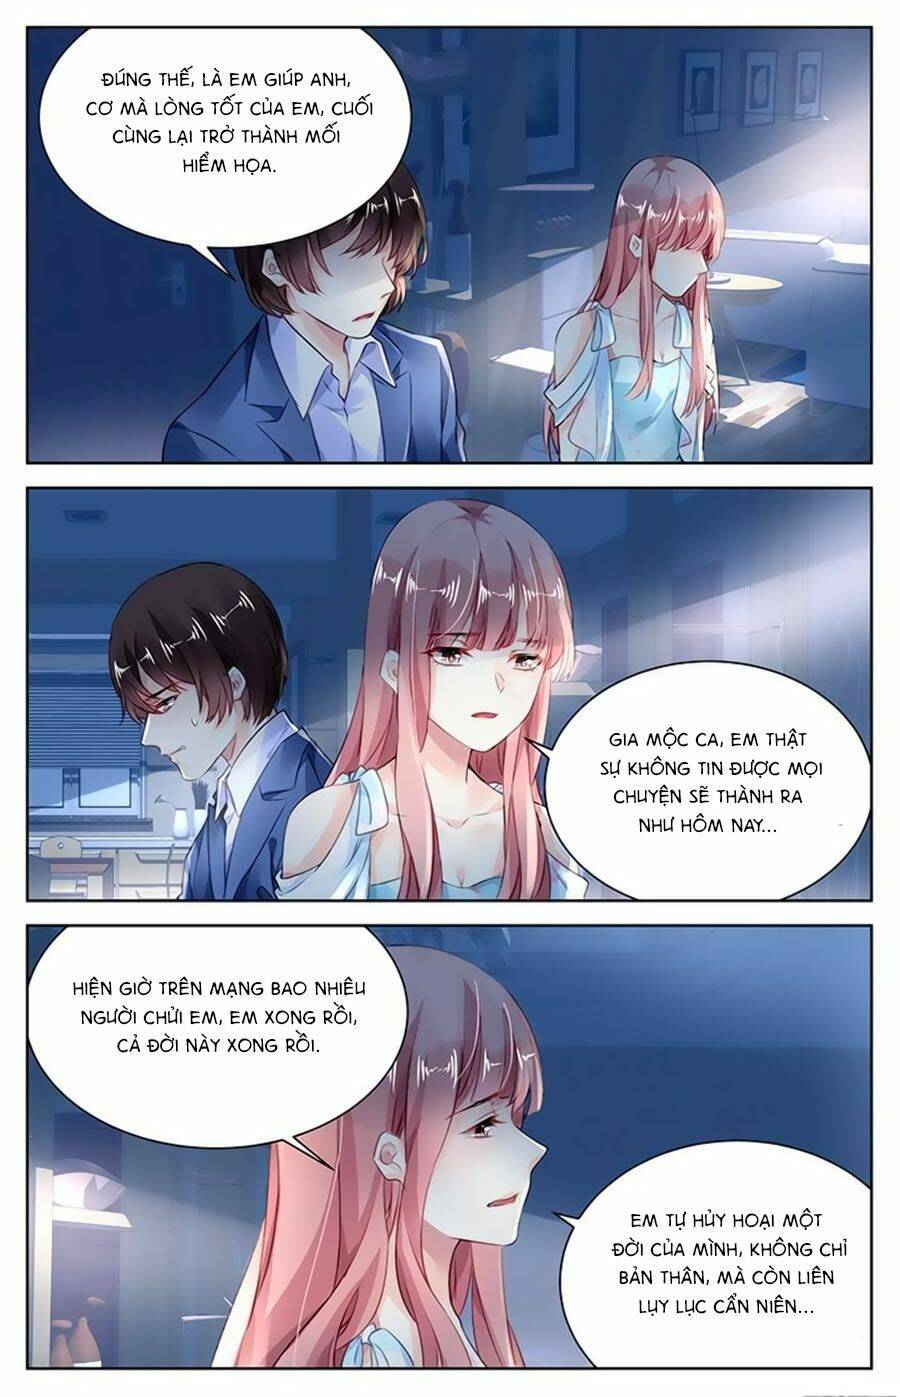 ĐÚNG THẾ, LÀ EM GIÚP ANH,
CƠ MÀ LÒNG TỐT CỦA EM, CUỐI
CÙNG LẠI TRỞ THÀNH MỐI
HIỂM HỌA.
GIA MỘC CA, EM THẬT
SỰ KHÔNG TIN ĐƯỢC MỌI
CHUYỆN SẼ THÀNH RA
NHƯ HÔM NAY...
HIỆN GIỜ TRÊN MẠNG BAO NHIÊU
NGƯỜI CHỬI EM, EM XONG RỒI,
CẢ ĐỜI NÀY XONG RỒI.
EM TỰ HỦY HOẠI MỘT
ĐỜI CỦA MÌNH, KHÔNG CHỈ
BẢN THÂN, MÀ CÒN LIÊN
LỤY LỤC CẨN NIÊN...